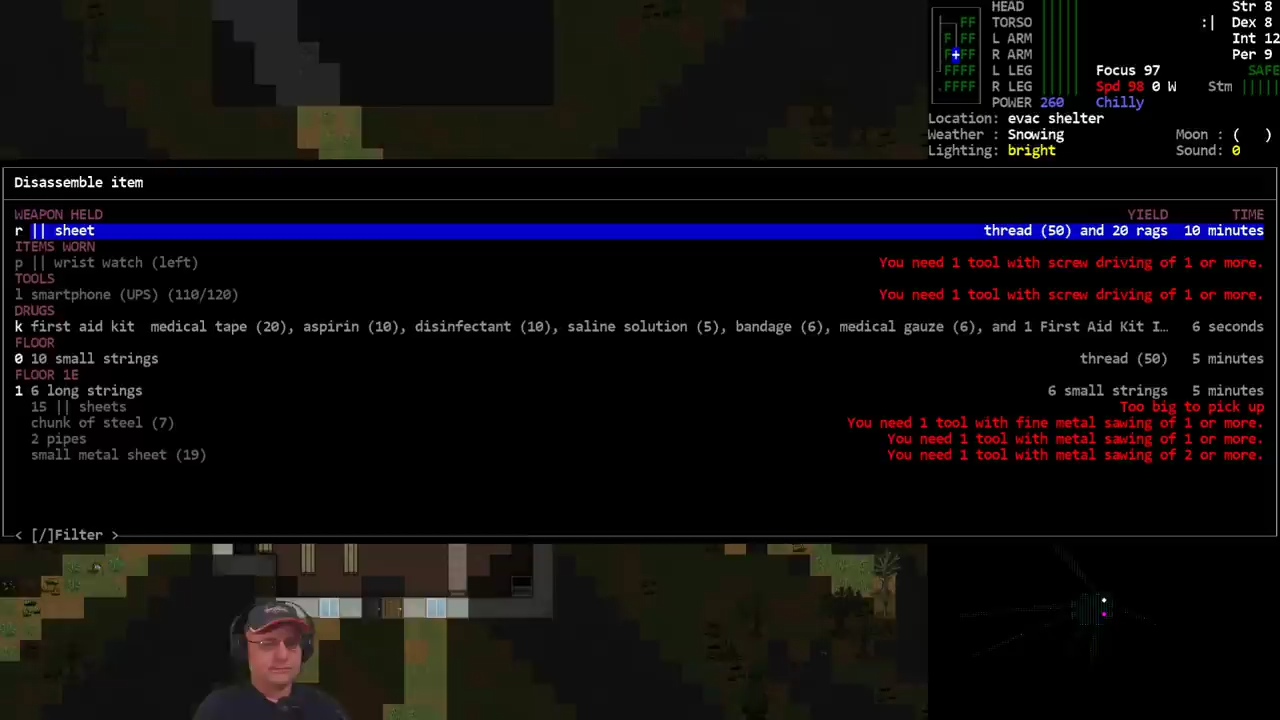 HEAD
Str 8
TORSO
:| Dex 8
L ARM
Int 12
R ARM
Per 9
L LEG
Focus 97 SAFE
R LEG
Spd 98 0 W Stm
POWER 260 Chilly
Location: evac shelter
Weather : Snowing Moon : ( )
Lighting: bright Sound: 0
Disassemble item
WEAPON HELD YIELD TIME
r || sheet thread (50) and 20 rags 10 minutes
ITEMS WORN
p || wrist watch (left) You need 1 tool with screw driving of 1 or more.
TOOLS
l smartphone (UPS) (110/120) You need 1 tool with screw driving of 1 or more.
DRUGS
k first aid kit medical tape (20), aspirin (10), disinfectant (10), saline solution (5), bandage (6), medical gauze (6), and 1 First Aid Kit I… 6 seconds
FLOOR
0 10 small strings thread (50) 5 minutes
FLOOR 1E
1 6 long strings 6 small strings 5 minutes
15 || sheets Too big to pick up
chunk of steel (7) You need 1 tool with fine metal sawing of 1 or more.
2 pipes You need 1 tool with metal sawing of 1 or more.
small metal sheet (19) You need 1 tool with metal sawing of 2 or more.
< [/]Filter >